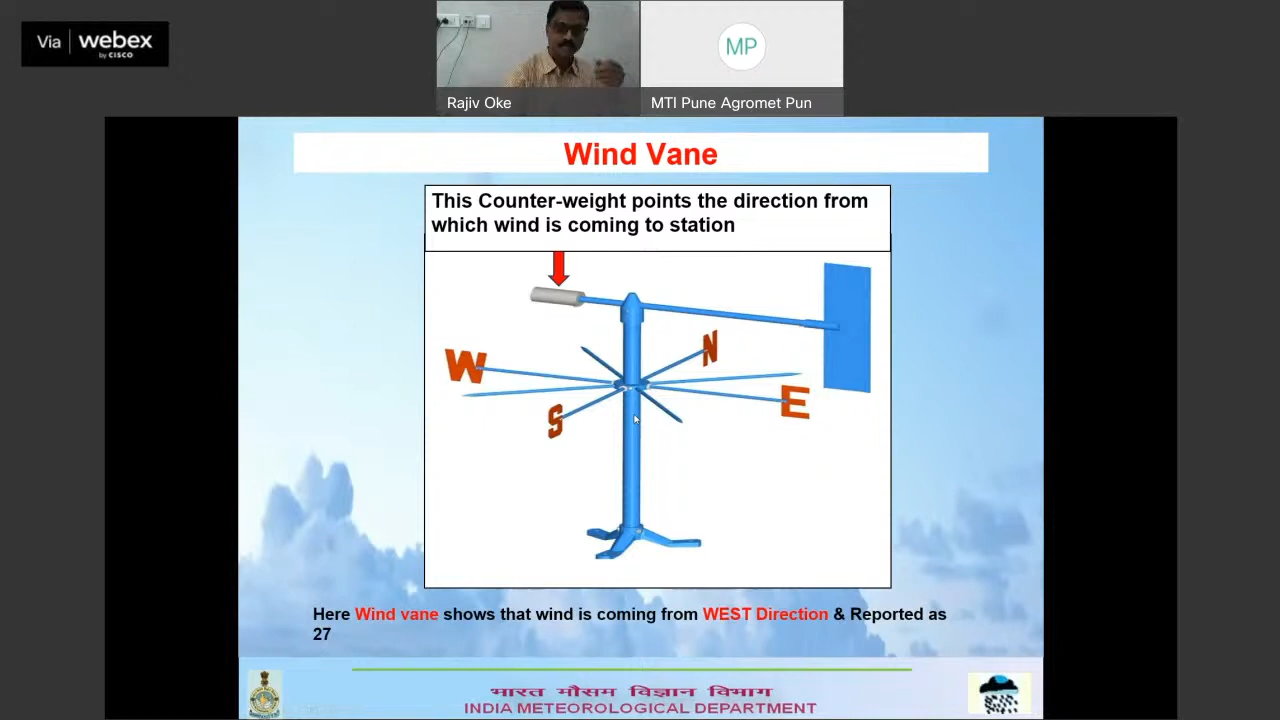 Via webex
by CISCO
MP
Rajiv Oke
MTI Pune Agromet Pun
Wind Vane
This Counter-weight points the direction from
which wind is coming to station
N
W
E
S
Here Wind vane shows that wind is coming from WEST Direction & Reported as
27
भारत मौसम विज्ञान विभाग
INDIA METEOROLOGICAL DEPARTMENT